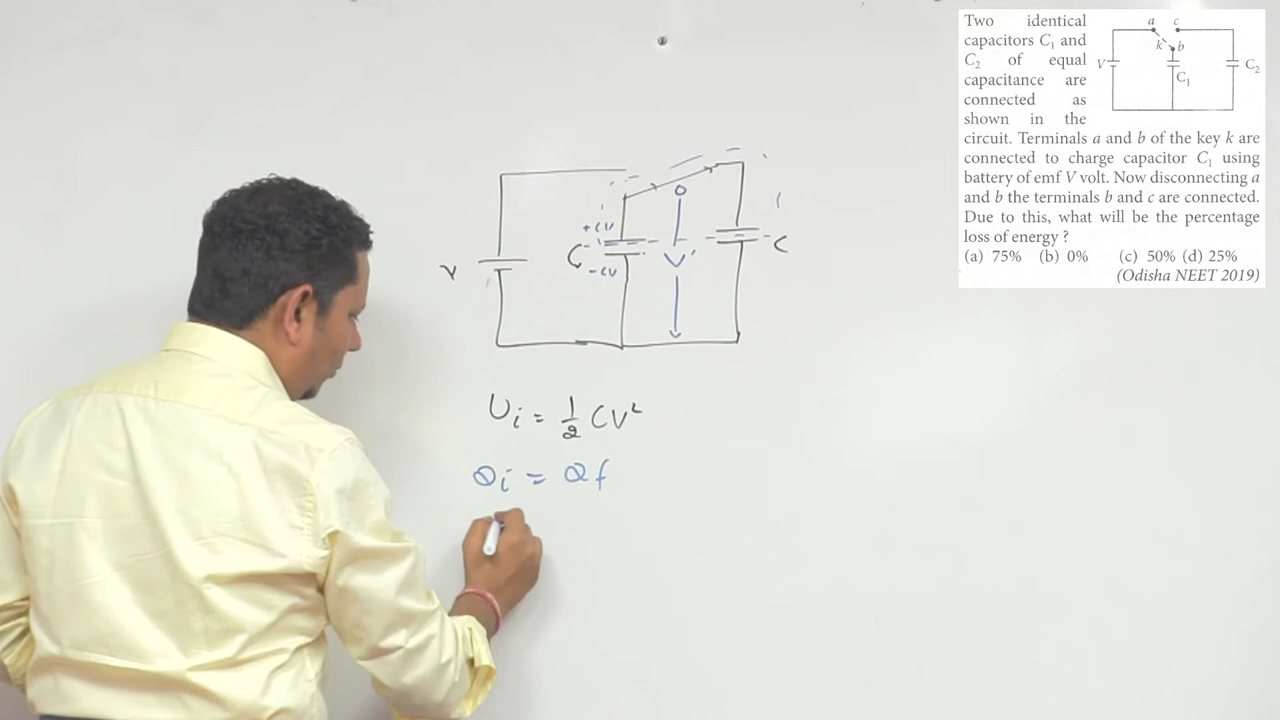 Two identical
capacitors C₁ and
C₂ of equal
capacitance are
connected as
shown in the
circuit. Terminals a and b of the key k are
connected to charge capacitor C₁ using
battery of emf V volt. Now disconnecting a
and b the terminals b and c are connected.
Due to this, what will be the percentage
loss of energy ?
(a) 75% (b) 0% (c) 50% (d) 25%
(Odisha NEET 2019)
a c
k b
V C₁ C₂
+CV
V C -CV V' C
Uᵢ = 1/2 CV²
Qᵢ = Qf